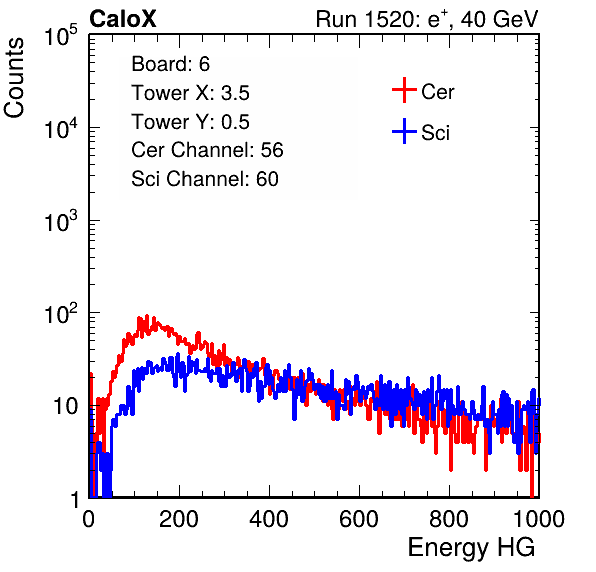 CaloX
Run 1520: e+, 40 GeV
Counts
Board: 6
Tower X: 3.5
Tower Y: 0.5
Cer Channel: 56
Sci Channel: 60
Cer
Sci
10^5
10^4
10^3
10^2
10
1
0 200 400 600 800 1000
Energy HG